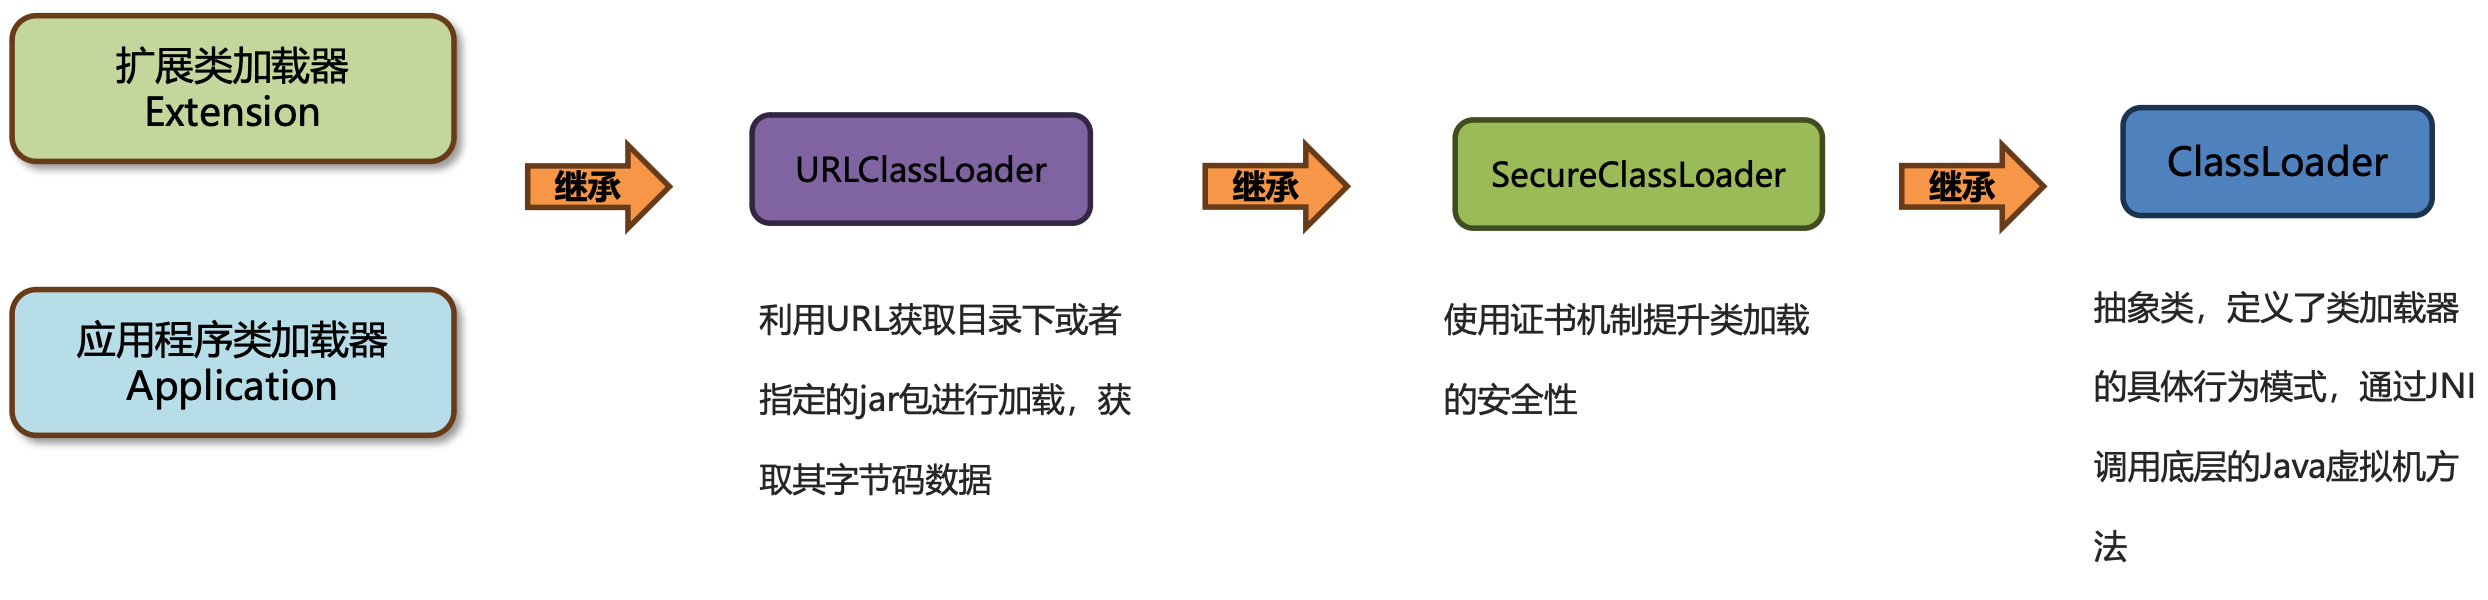 扩展类加载器
Extension
应用程序类加载器
Application
继承
URLClassLoader
利用URL获取目录下或者
指定的jar包进行加载，获
取其字节码数据
继承
SecureClassLoader
使用证书机制提升类加载
的安全性
继承
ClassLoader
抽象类，定义了类加载器
的具体行为模式，通过JNI
调用底层的Java虚拟机方
法